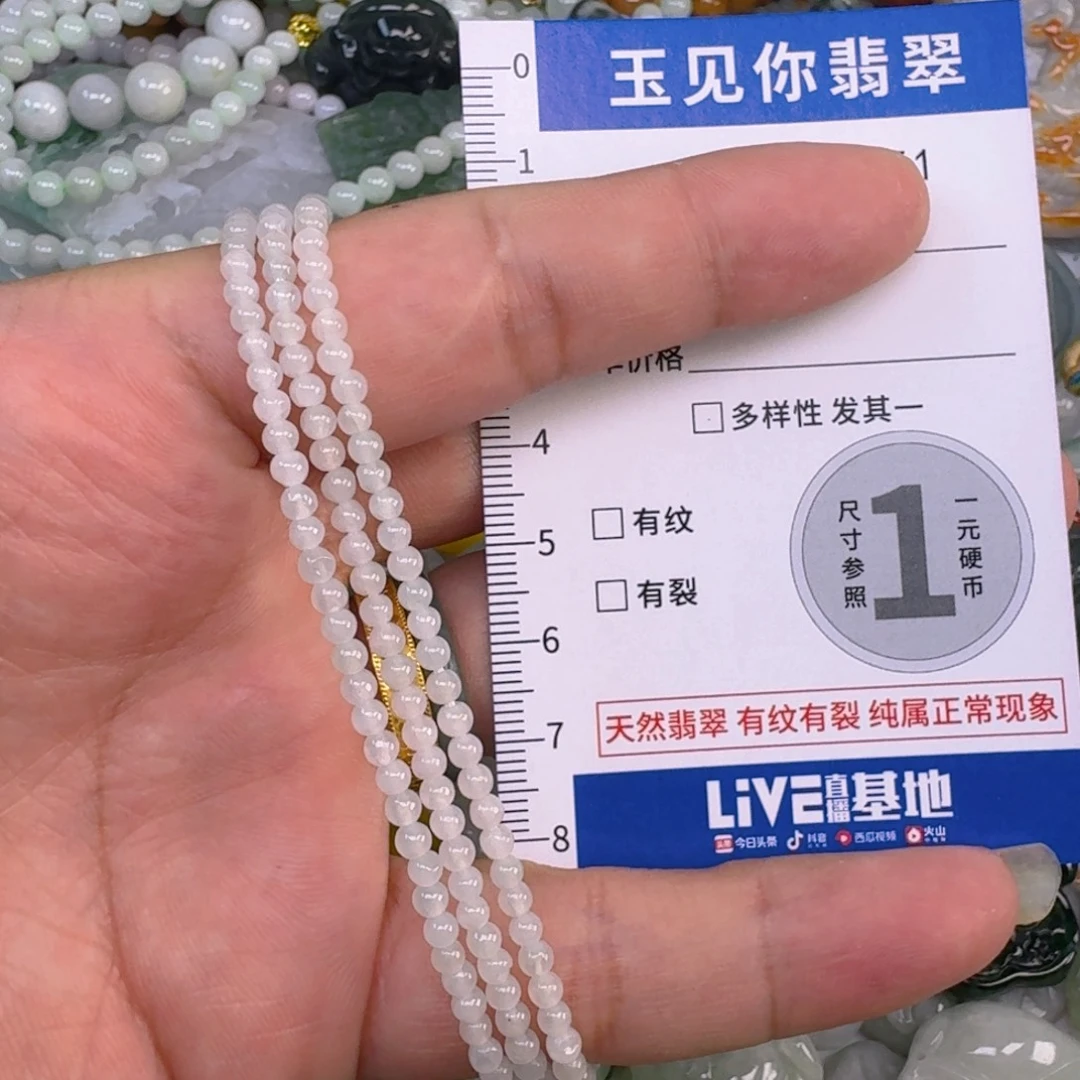 0
玉见你翡翠
1
1
价格
多样性 发其一
4
有纹
尺寸参照
1
一元硬币
5
有裂
6
天然翡翠 有纹有裂 纯属正常现象
7
LiVE直播基地
8
头条 今日头条 抖音 西瓜视频 火山